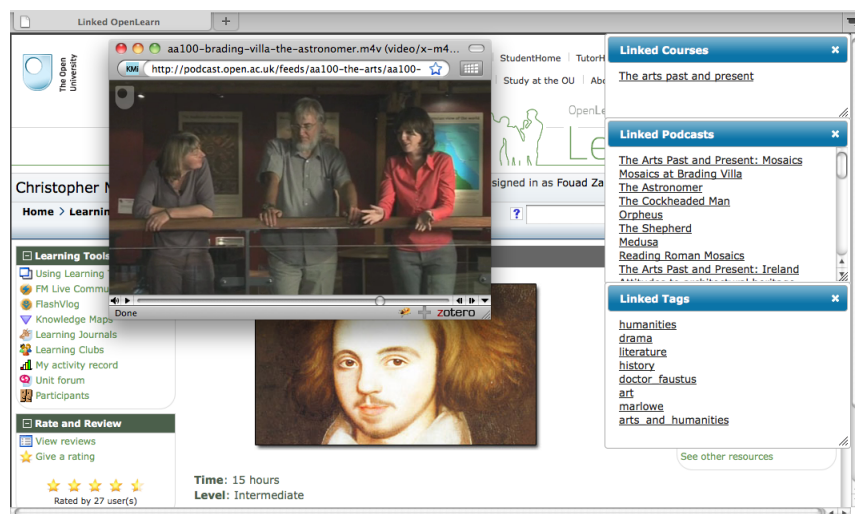 Linked OpenLearn
+
aa100-brading-villa-the-astronomer.m4v (video/x-m4...
KMi
http://podcast.open.ac.uk/feeds/aa100-the-arts/aa100-
The Open
University
StudentHome
Study at the OU
OpenLe
Le
Christopher M
signed in as Fouad Za
Home > Learnin
?
Learning Tools
Using Learning
FM Live Commu
FlashVlog
Knowledge Maps
Learning Journals
Learning Clubs
My activity record
Unit forum
Participants
Rate and Review
View reviews
Give a rating
Rated by 27 user(s)
Done
zotero
Time: 15 hours
Level: Intermediate
Linked Courses
The arts past and present
Linked Podcasts
The Arts Past and Present: Mosaics
Mosaics at Brading Villa
The Astronomer
The Cockheaded Man
Orpheus
The Shepherd
Medusa
Reading Roman Mosaics
The Arts Past and Present: Ireland
Linked Tags
humanities
drama
literature
history
doctor_faustus
art
marlowe
arts_and_humanities
See other resources